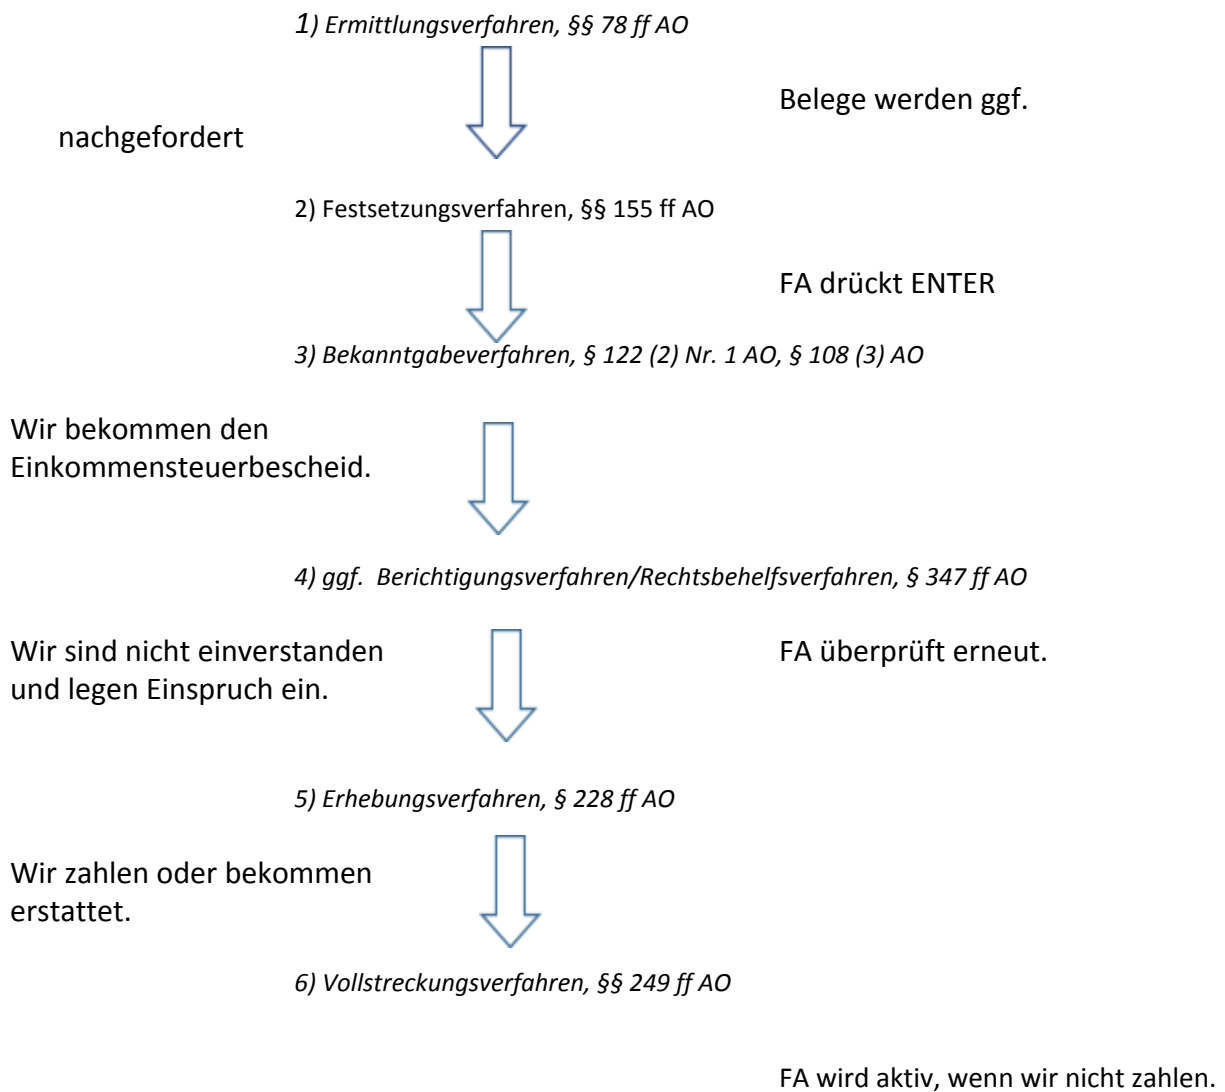 1) Ermittlungsverfahren, §§ 78 ff AO
Belege werden ggf.
nachgefordert
2) Festsetzungsverfahren, §§ 155 ff AO
FA drückt ENTER
3) Bekanntgabeverfahren, § 122 (2) Nr. 1 AO, § 108 (3) AO
Wir bekommen den
Einkommensteuerbescheid.
4) ggf. Berichtigungsverfahren/Rechtsbehelfsverfahren, § 347 ff AO
Wir sind nicht einverstanden
und legen Einspruch ein.
FA überprüft erneut.
5) Erhebungsverfahren, § 228 ff AO
Wir zahlen oder bekommen
erstattet.
6) Vollstreckungsverfahren, §§ 249 ff AO
FA wird aktiv, wenn wir nicht zahlen.